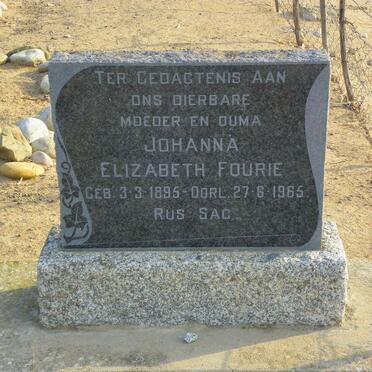 TER GEDAGTENIS AAN
ONS DIERBARE
MOEDER EN OUMA
JOHANNA
ELIZABETH FOURIE
GEB. 3-3-1895-OORL. 27-6-1965.
RUS SAG.